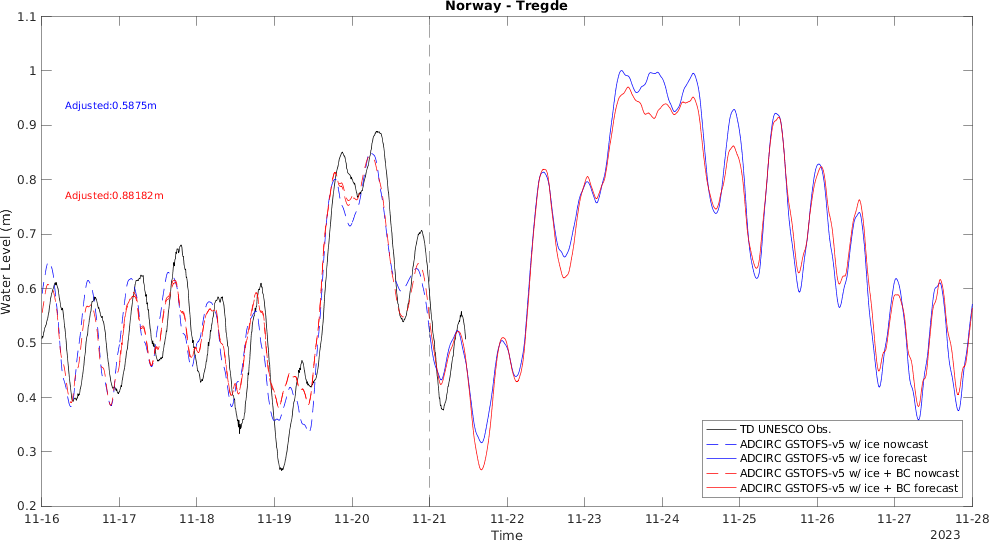 Norway - Tregde
Water Level (m)
1.1
1
0.9
0.8
0.7
0.6
0.5
0.4
0.3
0.2
Adjusted:0.5875m
Adjusted:0.88182m
TD UNESCO Obs.
ADCIRC GSTOFS-v5 w/ ice nowcast
ADCIRC GSTOFS-v5 w/ ice forecast
ADCIRC GSTOFS-v5 w/ ice + BC nowcast
ADCIRC GSTOFS-v5 w/ ice + BC forecast
11-16 11-17 11-18 11-19 11-20 11-21 11-22 11-23 11-24 11-25 11-26 11-27 11-28
Time
2023